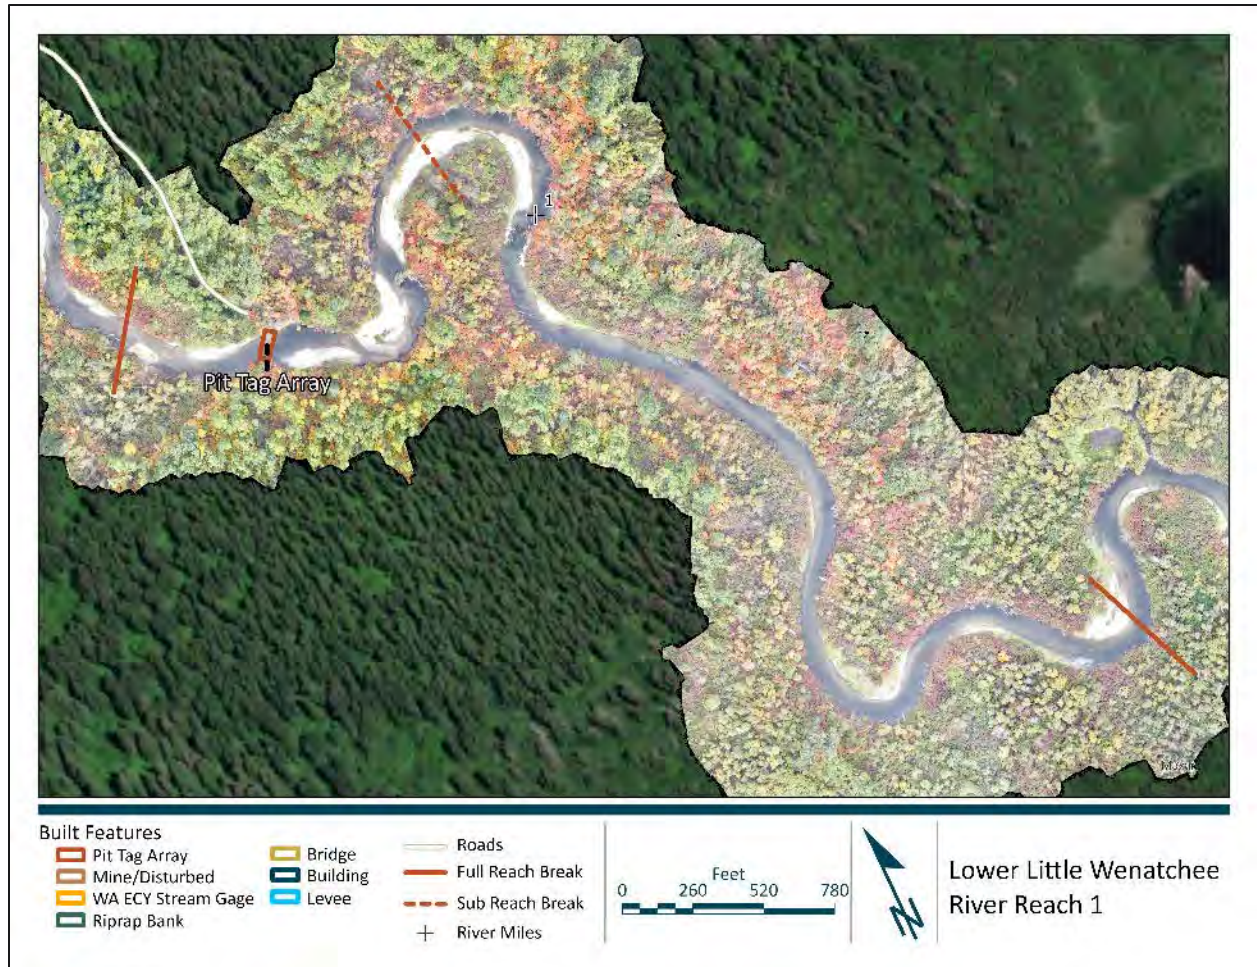 1
Pit Tag Array
Built Features
Pit Tag Array
Mine/Disturbed
WA ECY Stream Gage
Riprap Bank
Bridge
Building
Levee
Roads
Full Reach Break
Sub Reach Break
River Miles
Feet
0 260 520 780
N
Lower Little Wenatchee
River Reach 1